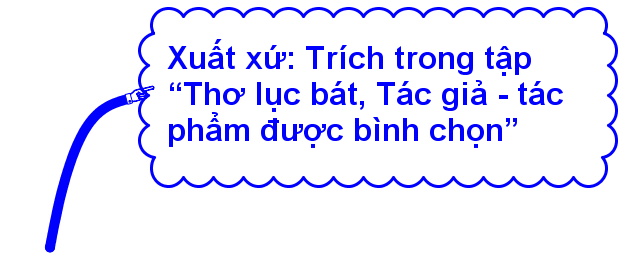 Xuất xứ: Trích trong tập
“Thơ lục bát, Tác giả - tác
phẩm được bình chọn”